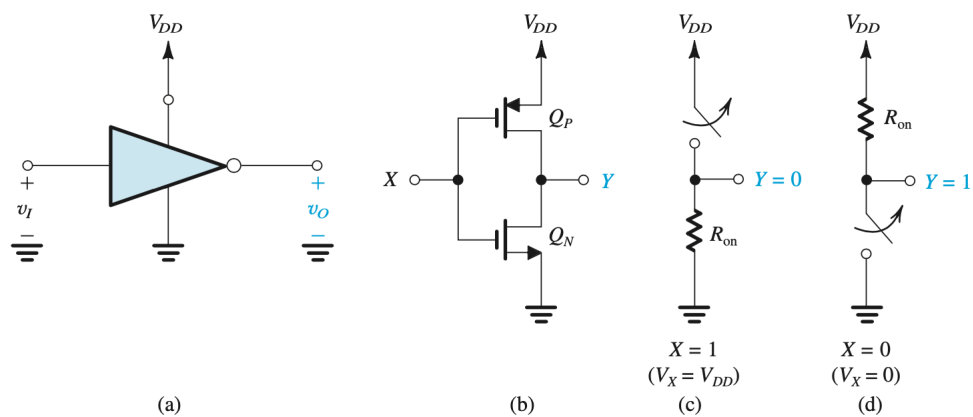 V_DD
+
v_I
−
+
v_O
−
(a)
V_DD
Q_P
X
Y
Q_N
(b)
V_DD
Y = 0
R_on
X = 1
(V_X = V_DD)
(c)
V_DD
R_on
Y = 1
X = 0
(V_X = 0)
(d)